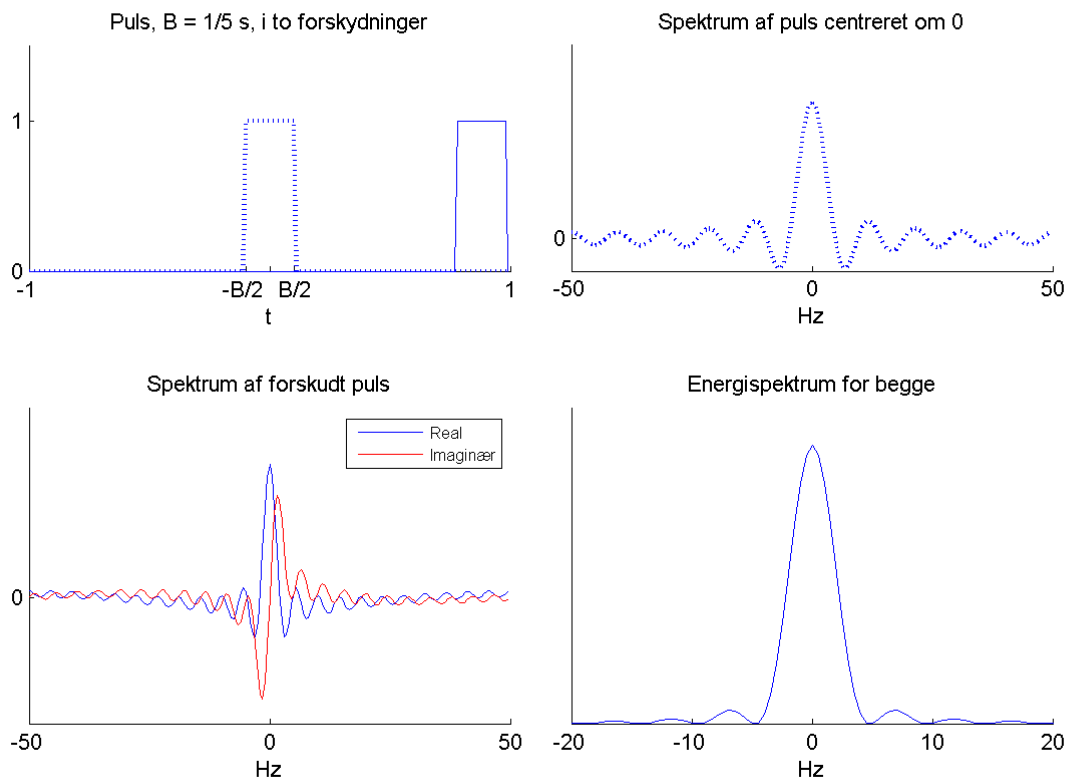 Puls, B = 1/5 s, i to forskydninger
1
0
-1 -B/2 B/2 1
t
Spektrum af puls centreret om 0
0
-50 0 50
Hz
Spektrum af forskudt puls
Real
Imaginær
0
-50 0 50
Hz
Energispektrum for begge
-20 -10 0 10 20
Hz